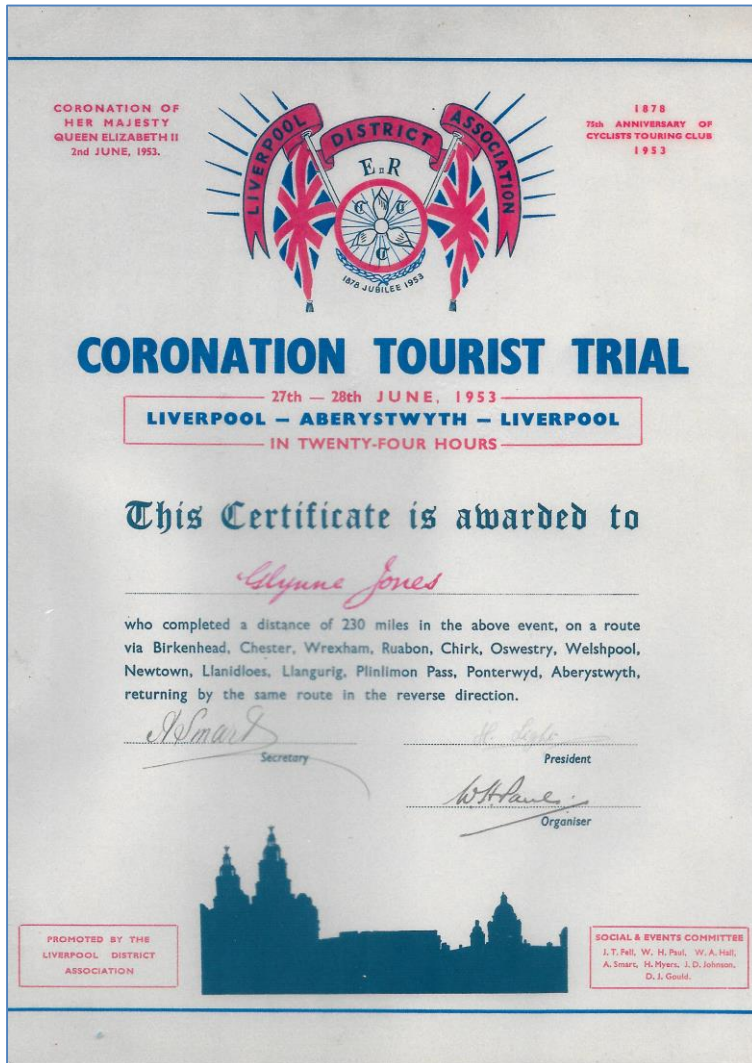 CORONATION OF
HER MAJESTY
QUEEN ELIZABETH II
2nd JUNE, 1953.
1878
75th ANNIVERSARY OF
CYCLISTS TOURING CLUB
1953
LIVERPOOL DISTRICT ASSOCIATION
E II R
C T C
1878 JUBILEE 1953
CORONATION TOURIST TRIAL
27th — 28th JUNE, 1953
LIVERPOOL — ABERYSTWYTH — LIVERPOOL
IN TWENTY-FOUR HOURS
This Certificate is awarded to
Glynne Jones
who completed a distance of 230 miles in the above event, on a route
via Birkenhead, Chester, Wrexham, Ruabon, Chirk, Oswestry, Welshpool,
Newtown, Llanidloes, Llangurig, Plinlimon Pass, Ponterwyd, Aberystwyth,
returning by the same route in the reverse direction.
A Smart
Secretary
H.
President
W. H. Paul
Organiser
PROMOTED BY THE
LIVERPOOL DISTRICT
ASSOCIATION
SOCIAL & EVENTS COMMITTEE
J. T. Fell, W. H. Paul, W. A. Hall,
A. Smart, H. Myers, J. D. Johnson,
D. J. Gould.